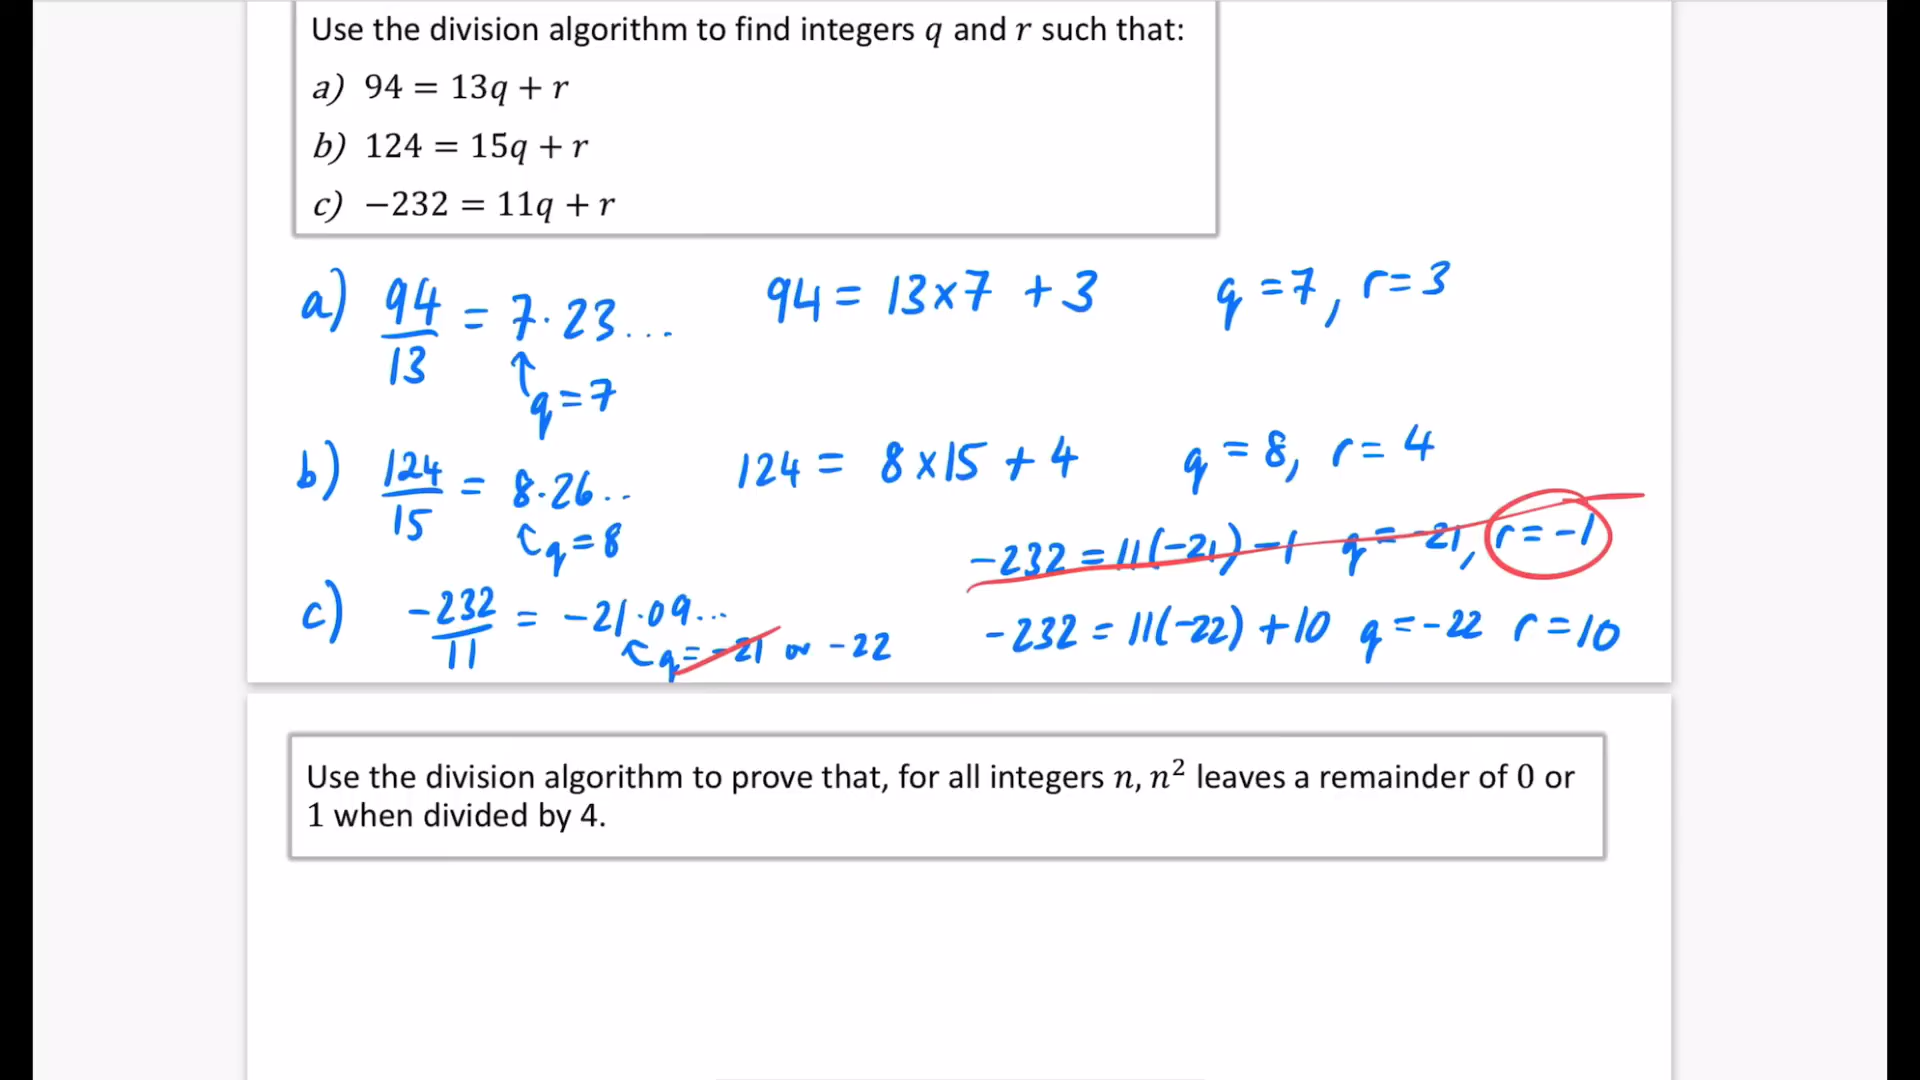 Use the division algorithm to find integers q and r such that:
a) 94 = 13q + r
b) 124 = 15q + r
c) −232 = 11q + r
a) 94/13 = 7.23... 94 = 13×7 + 3 q = 7, r = 3
q = 7
b) 124/15 = 8.26.. 124 = 8×15 + 4 q = 8, r = 4
q = 8
-232 = 11(-21) -1 q = -21, r = -1
c) -232/11 = -21.09... -232 = 11(-22) + 10 q = -22 r = 10
q = -21 or -22
Use the division algorithm to prove that, for all integers n, n² leaves a remainder of 0 or
1 when divided by 4.